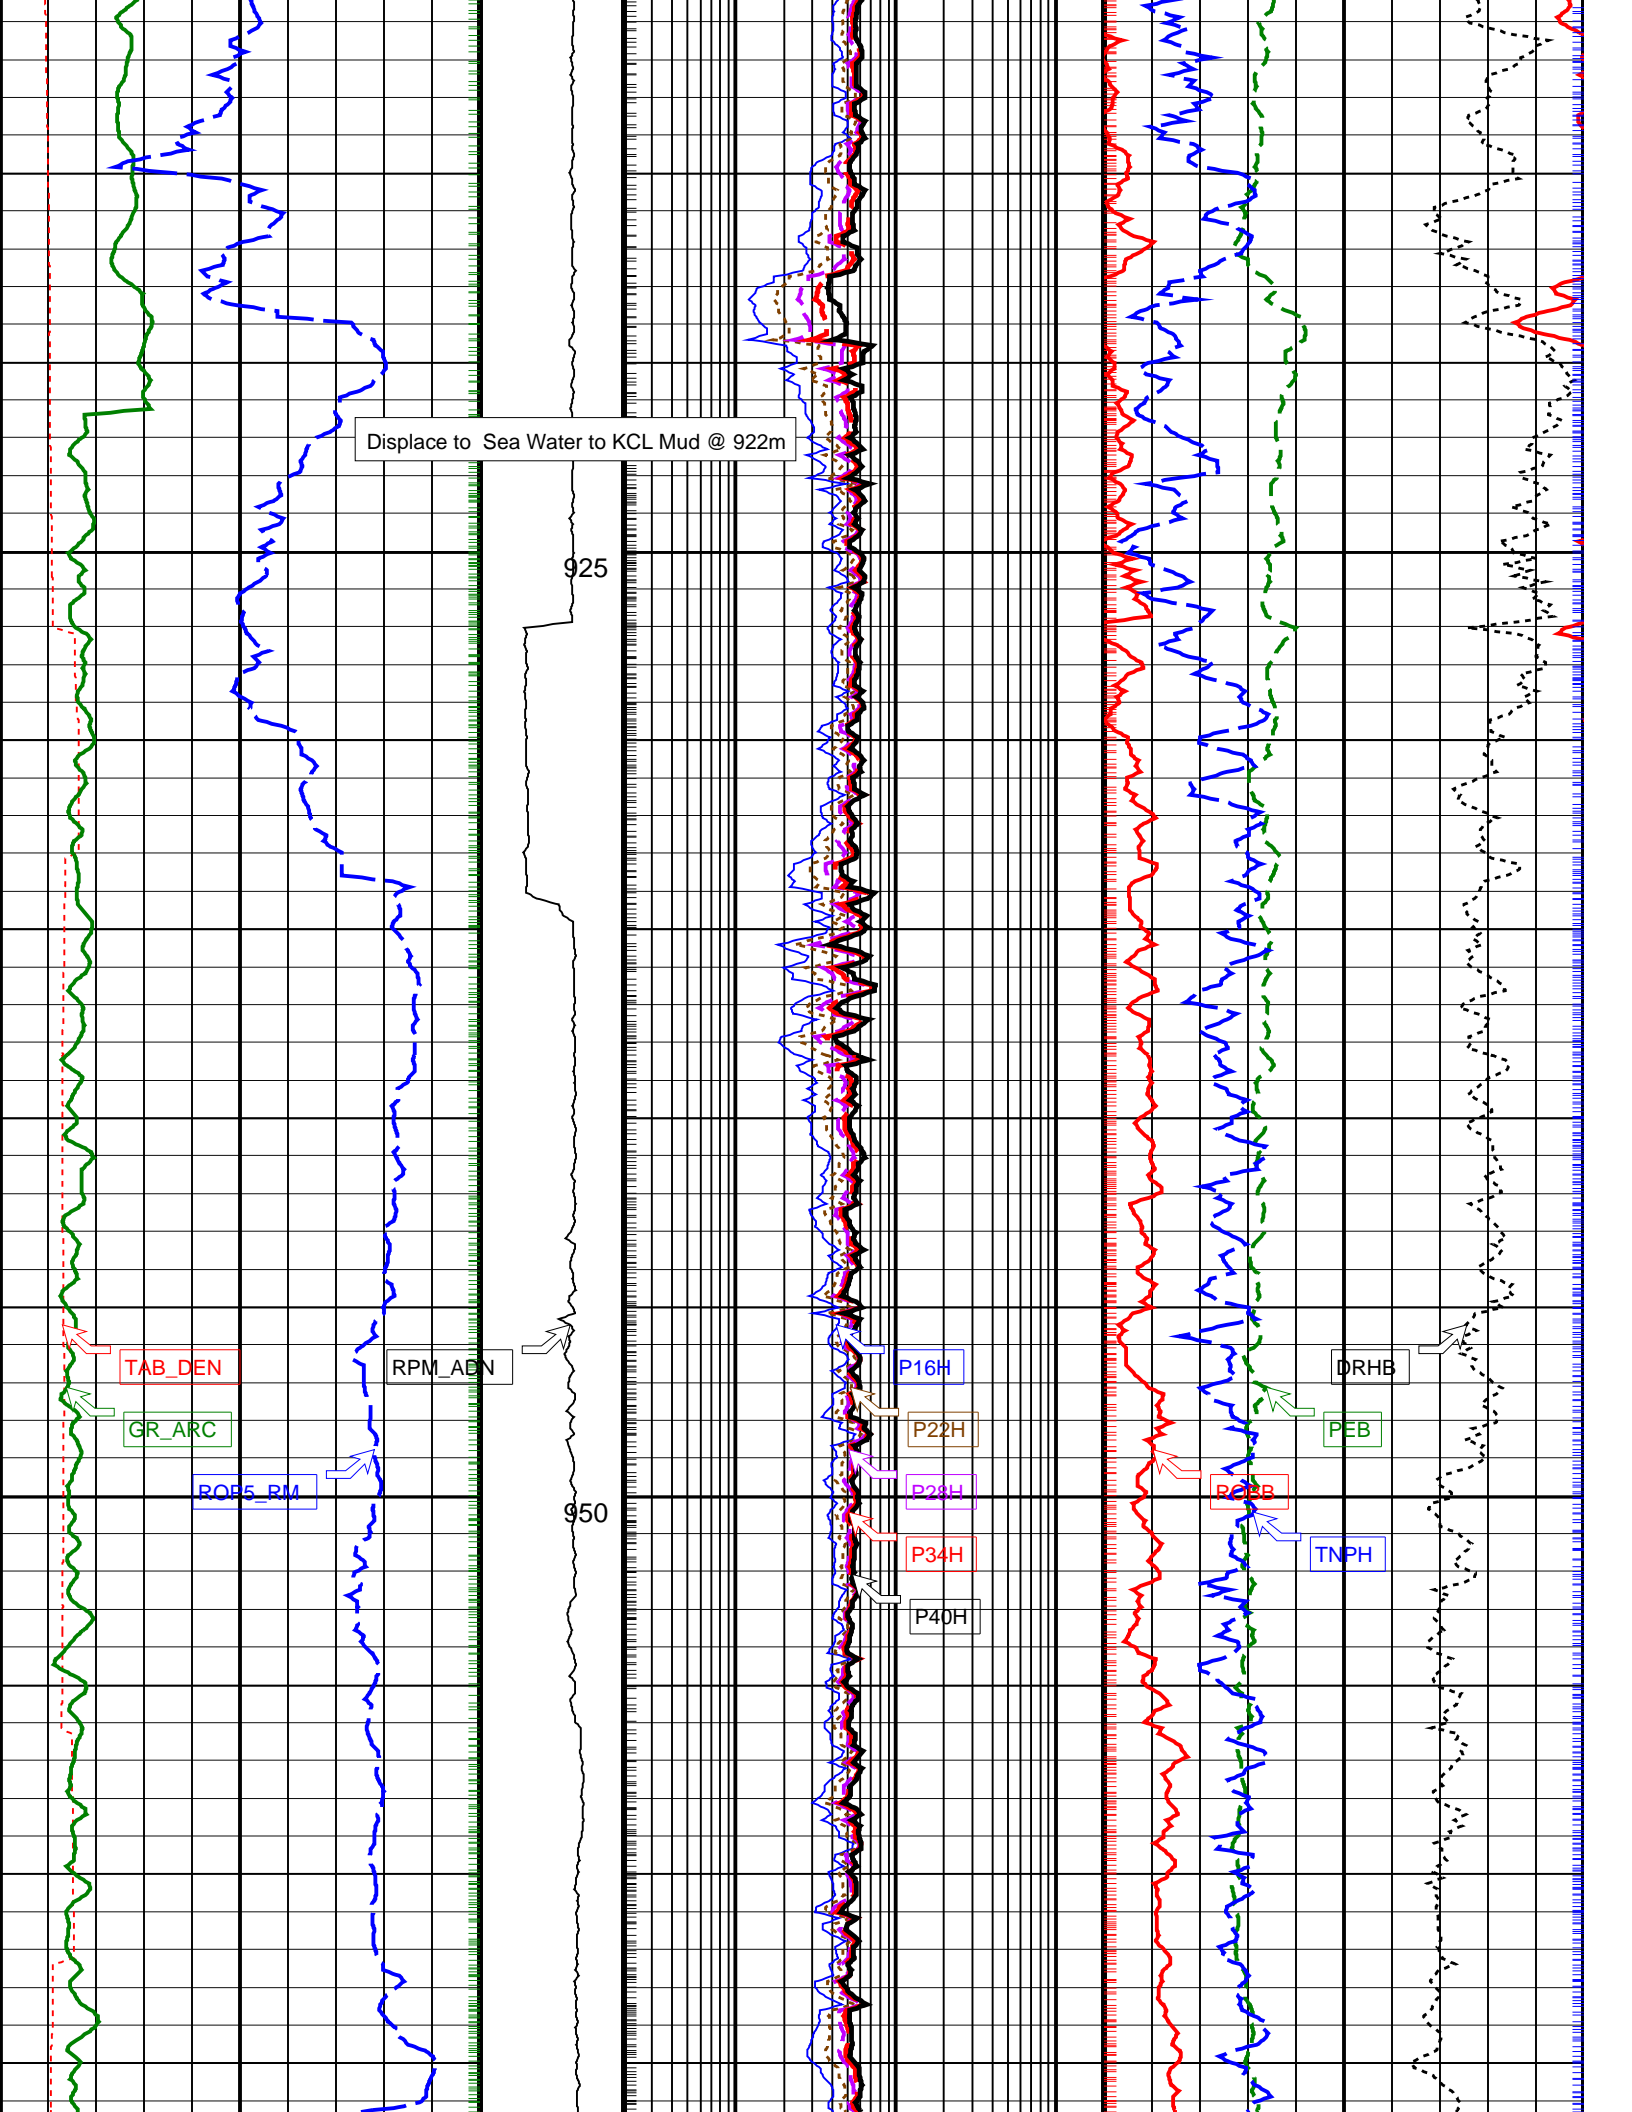 Displace to  Sea Water to KCL Mud @ 922m
925
TAB_DEN
RPM_ADN
P16H
DRHB
GR_ARC
P22H
PEB
ROP5_RM
P28H
ROBB
950
P34H
TNPH
P40H